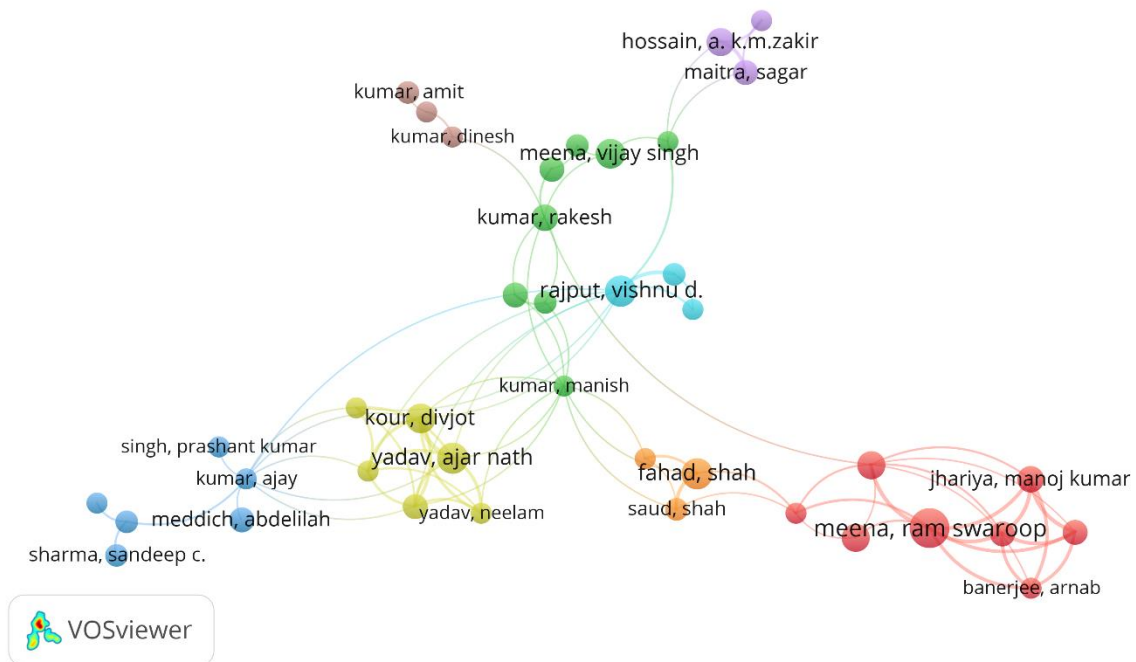 hossain, a. k.m.zakir
maitra, sagar
kumar, amit
kumar, dinesh
meena, vijay singh
kumar, rakesh
rajput, vishnu d.
kumar, manish
kour, divjot
singh, prashant kumar
yadav, ajar nath
kumar, ajay
fahad, shah
jhariya, manoj kumar
saud, shah
yadav, neelam
meddich, abdelilah
meena, ram swaroop
sharma, sandeep c.
banerjee, arnab
VOSviewer